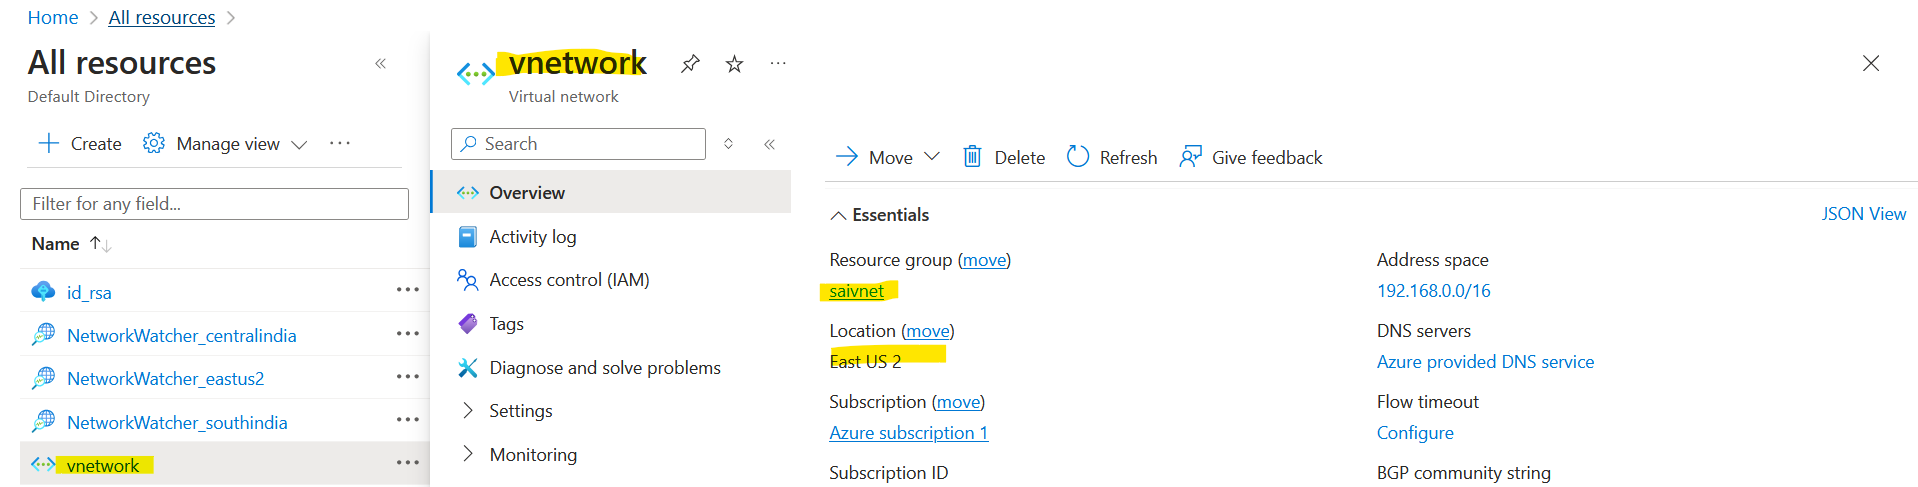 Home > All resources >
All resources
Default Directory
Create Manage view
Filter for any field...
Name
id_rsa
NetworkWatcher_centralindia
NetworkWatcher_eastus2
NetworkWatcher_southindia
vnetwork
vnetwork
Virtual network
Search
Overview
Activity log
Access control (IAM)
Tags
Diagnose and solve problems
Settings
Monitoring
Move Delete Refresh Give feedback
Essentials
JSON View
Resource group (move)
saivnet
Location (move)
East US 2
Subscription (move)
Azure subscription 1
Subscription ID
Address space
192.168.0.0/16
DNS servers
Azure provided DNS service
Flow timeout
Configure
BGP community string